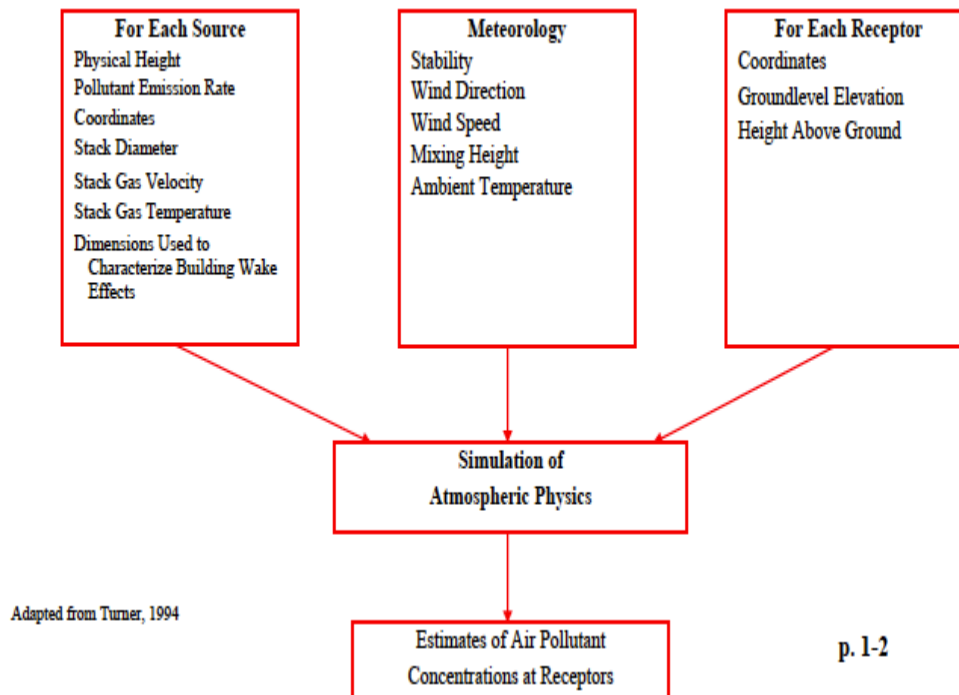 For Each Source
Physical Height
Pollutant Emission Rate
Coordinates
Stack Diameter
Stack Gas Velocity
Stack Gas Temperature
Dimensions Used to
Characterize Building Wake
Effects
Meteorology
Stability
Wind Direction
Wind Speed
Mixing Height
Ambient Temperature
For Each Receptor
Coordinates
Groundlevel Elevation
Height Above Ground
Simulation of
Atmospheric Physics
Adapted from Turner, 1994
Estimates of Air Pollutant
Concentrations at Receptors
p. 1-2